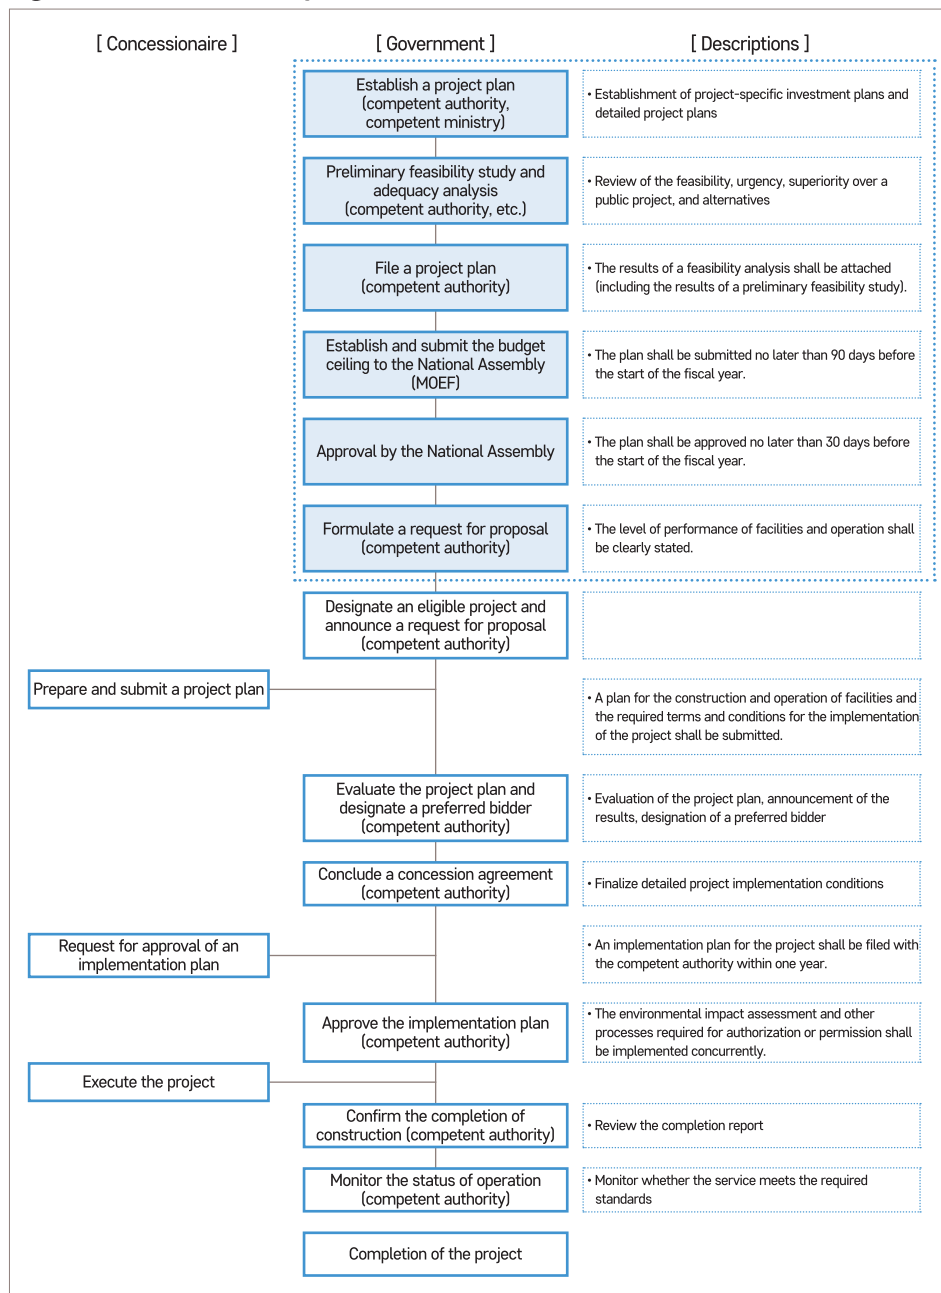 [ Concessionaire ]
[ Government ]
[ Descriptions ]
Establish a project plan
(competent authority,
competent ministry)
• Establishment of project-specific investment plans and
detailed project plans
Preliminary feasibility study and
adequacy analysis
(competent authority, etc.)
• Review of the feasibility, urgency, superiority over a
public project, and alternatives
File a project plan
(competent authority)
• The results of a feasibility analysis shall be attached
(including the results of a preliminary feasibility study).
Establish and submit the budget
ceiling to the National Assembly
(MOEF)
• The plan shall be submitted no later than 90 days before
the start of the fiscal year.
Approval by the National Assembly
• The plan shall be approved no later than 30 days before
the start of the fiscal year.
Formulate a request for proposal
(competent authority)
• The level of performance of facilities and operation shall
be clearly stated.
Designate an eligible project and
announce a request for proposal
(competent authority)
Prepare and submit a project plan
• A plan for the construction and operation of facilities and
the required terms and conditions for the implementation
of the project shall be submitted.
Evaluate the project plan and
designate a preferred bidder
(competent authority)
• Evaluation of the project plan, announcement of the
results, designation of a preferred bidder
Conclude a concession agreement
(competent authority)
• Finalize detailed project implementation conditions
Request for approval of an
implementation plan
• An implementation plan for the project shall be filed with
the competent authority within one year.
Approve the implementation plan
(competent authority)
• The environmental impact assessment and other
processes required for authorization or permission shall
be implemented concurrently.
Execute the project
Confirm the completion of
construction (competent authority)
• Review the completion report
Monitor the status of operation
(competent authority)
• Monitor whether the service meets the required
standards
Completion of the project